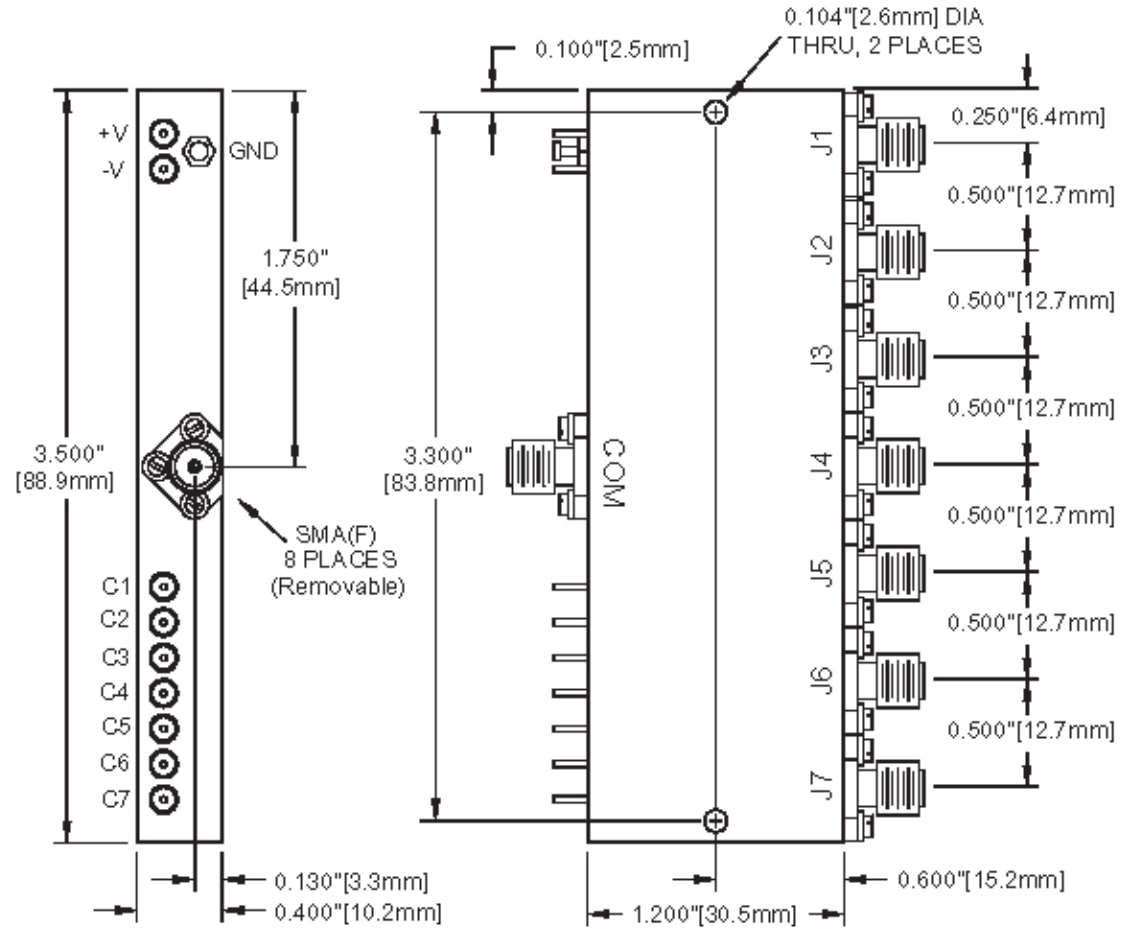 0.104"[2.6mm] DIA
THRU, 2 PLACES
0.100"[2.5mm]
+V
-V
GND
1.750"
[44.5mm]
3.500"
[88.9mm]
SMA(F)
8 PLACES
(Removable)
C1
C2
C3
C4
C5
C6
C7
0.130"[3.3mm]
0.400"[10.2mm]
3.300"
[83.8mm]
COM
J1
J2
J3
J4
J5
J6
J7
0.250"[6.4mm]
0.500"[12.7mm]
0.500"[12.7mm]
0.500"[12.7mm]
0.500"[12.7mm]
0.500"[12.7mm]
0.500"[12.7mm]
0.600"[15.2mm]
1.200"[30.5mm]